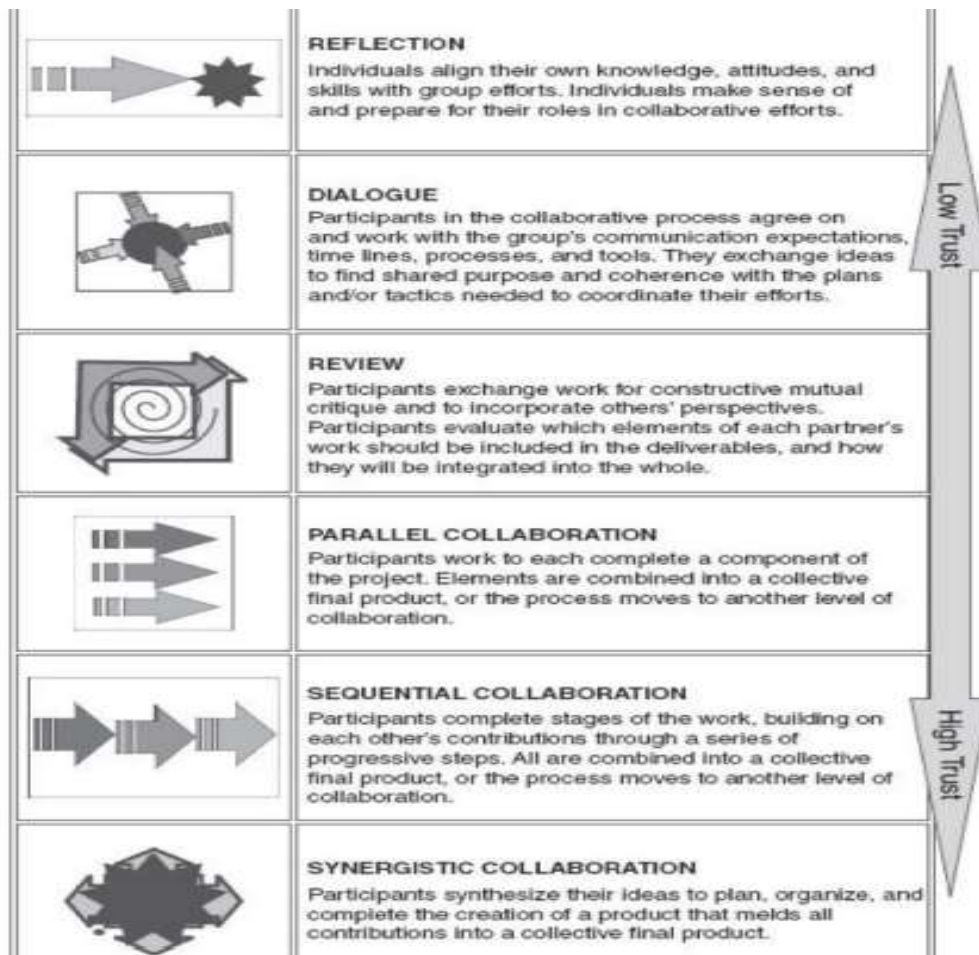 REFLECTION
Individuals align their own knowledge, attitudes, and
skills with group efforts. Individuals make sense of
and prepare for their roles in collaborative efforts.
DIALOGUE
Participants in the collaborative process agree on
and work with the group's communication expectations,
time lines, processes, and tools. They exchange ideas
to find shared purpose and coherence with the plans
and/or tactics needed to coordinate their efforts.
Low Trust
REVIEW
Participants exchange work for constructive mutual
critique and to incorporate others' perspectives.
Participants evaluate which elements of each partner's
work should be included in the deliverables, and how
they will be integrated into the whole.
PARALLEL COLLABORATION
Participants work to each complete a component of
the project. Elements are combined into a collective
final product, or the process moves to another level of
collaboration.
SEQUENTIAL COLLABORATION
Participants complete stages of the work, building on
each other's contributions through a series of
progressive steps. All are combined into a collective
final product, or the process moves to another level of
collaboration.
High Trust
SYNERGISTIC COLLABORATION
Participants synthesize their ideas to plan, organize, and
complete the creation of a product that melds all
contributions into a collective final product.